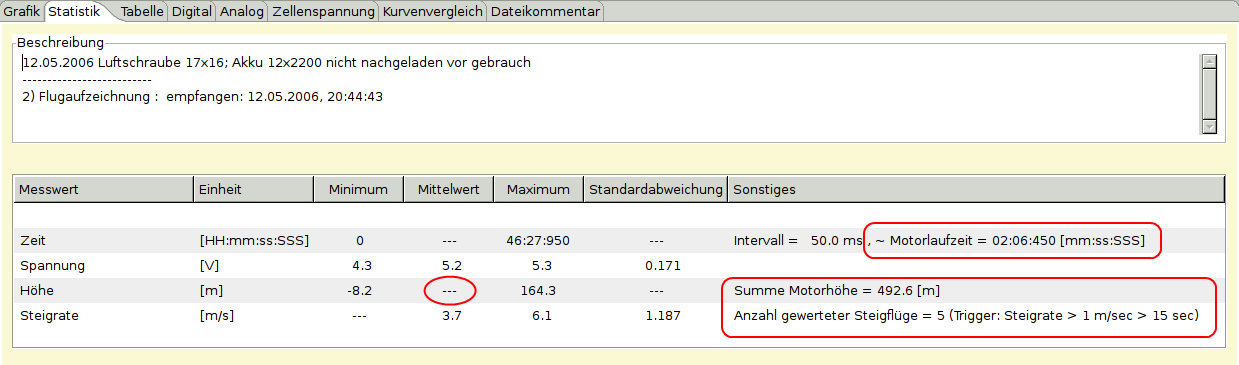 Grafik Statistik Tabelle Digital Analog Zellenspannung Kurvenvergleich Dateikommentar
Beschreibung
12.05.2006 Luftschraube 17x16; Akku 12x2200 nicht nachgeladen vor gebrauch
--------------------------
2) Flugaufzeichnung :  empfangen: 12.05.2006, 20:44:43
Messwert Einheit Minimum Mittelwert Maximum Standardabweichung Sonstiges
Zeit [HH:mm:ss:SSS] 0 --- 46:27:950 --- Intervall =   50.0 ms , ~ Motorlaufzeit = 02:06:450 [mm:ss:SSS]
Spannung [V] 4.3 5.2 5.3 0.171
Höhe [m] -8.2 --- 164.3 --- Summe Motorhöhe = 492.6 [m]
Steigrate [m/s] --- 3.7 6.1 1.187 Anzahl gewerteter Steigflüge = 5 (Trigger: Steigrate > 1 m/sec > 15 sec)